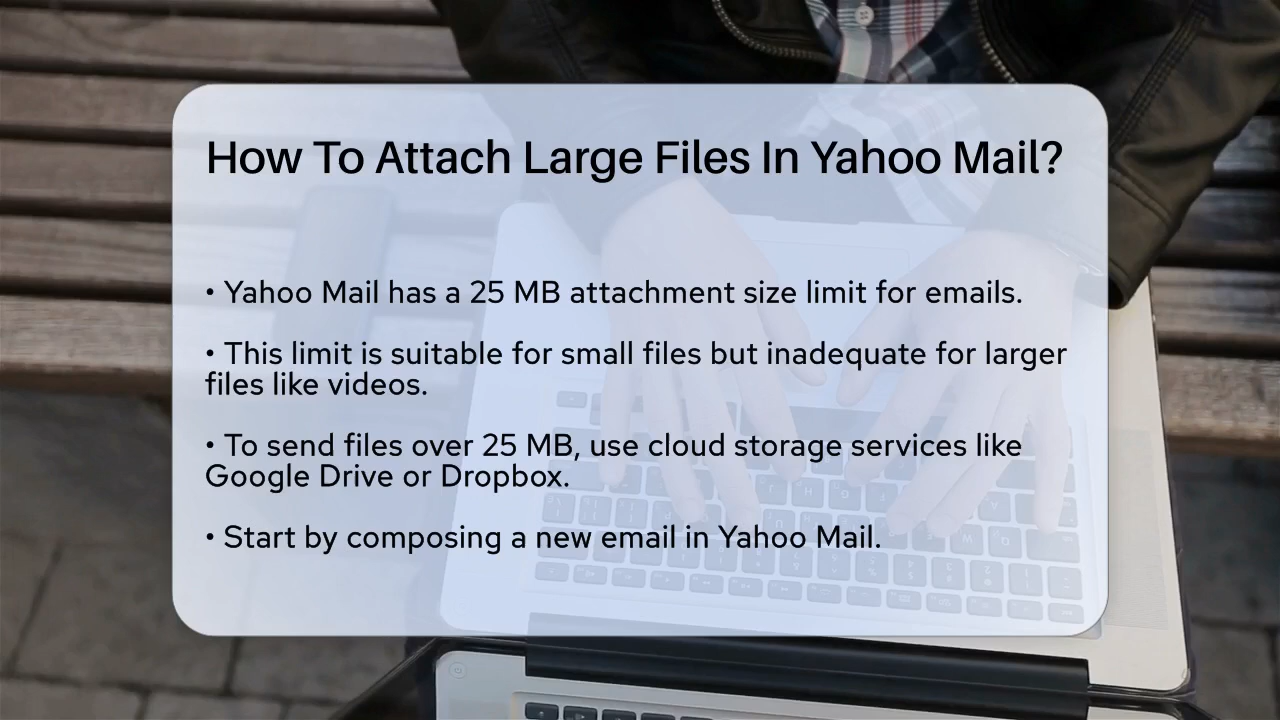 How To Attach Large Files In Yahoo Mail?
• Yahoo Mail has a 25 MB attachment size limit for emails.
• This limit is suitable for small files but inadequate for larger
files like videos.
• To send files over 25 MB, use cloud storage services like
Google Drive or Dropbox.
• Start by composing a new email in Yahoo Mail.